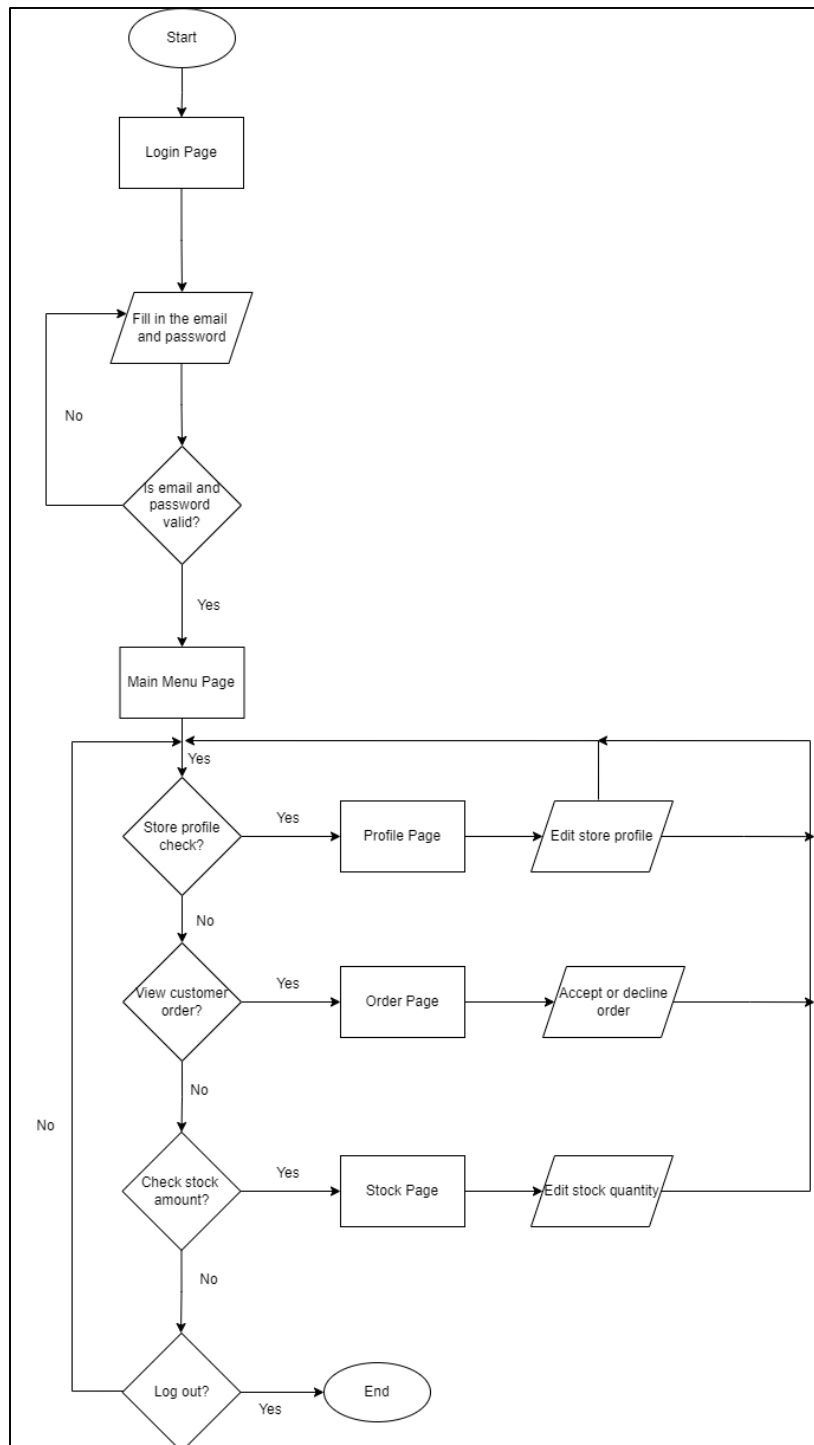 Start
Login Page
Fill in the email
and password
No
Is email and
password
valid?
Yes
Main Menu Page
Yes
Store profile
check?
Yes
Profile Page
Edit store profile
No
View customer
order?
Yes
Order Page
Accept or decline
order
No
No
Check stock
amount?
Yes
Stock Page
Edit stock quantity
No
Log out?
Yes
End